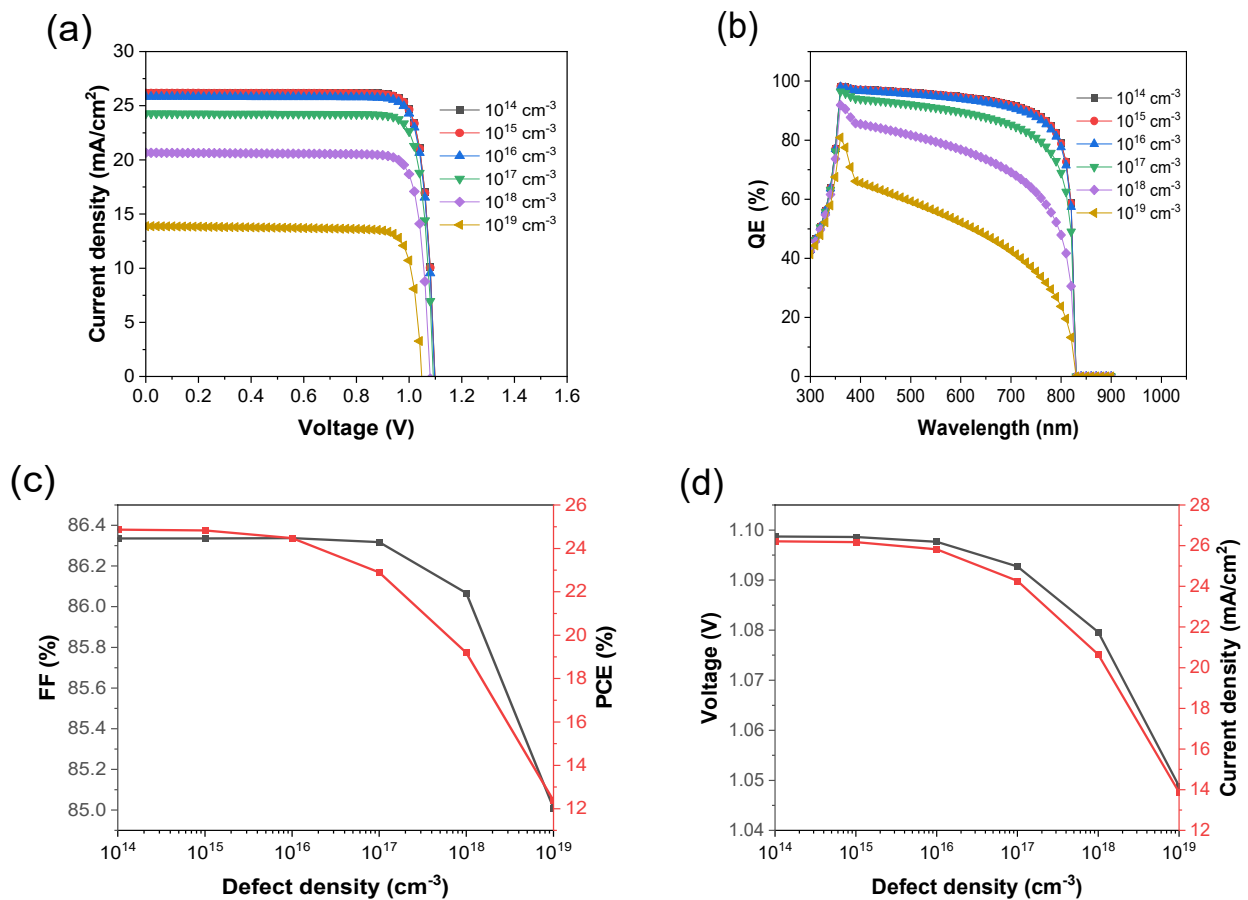 (a)
30
25
20
15
10
5
0
0.0 0.2 0.4 0.6 0.8 1.0 1.2 1.4 1.6
Current density (mA/cm²)
Voltage (V)
10¹⁴ cm⁻³
10¹⁵ cm⁻³
10¹⁶ cm⁻³
10¹⁷ cm⁻³
10¹⁸ cm⁻³
10¹⁹ cm⁻³
(b)
100
80
60
40
20
0
300 400 500 600 700 800 900 1000
QE (%)
Wavelength (nm)
10¹⁴ cm⁻³
10¹⁵ cm⁻³
10¹⁶ cm⁻³
10¹⁷ cm⁻³
10¹⁸ cm⁻³
10¹⁹ cm⁻³
(c)
86.4
86.2
86.0
85.8
85.6
85.4
85.2
85.0
FF (%)
26
24
22
20
18
16
14
12
PCE (%)
10¹⁴ 10¹⁵ 10¹⁶ 10¹⁷ 10¹⁸ 10¹⁹
Defect density (cm⁻³)
(d)
1.10
1.09
1.08
1.07
1.06
1.05
1.04
Voltage (V)
28
26
24
22
20
18
16
14
12
Current density (mA/cm²)
10¹⁴ 10¹⁵ 10¹⁶ 10¹⁷ 10¹⁸ 10¹⁹
Defect density (cm⁻³)